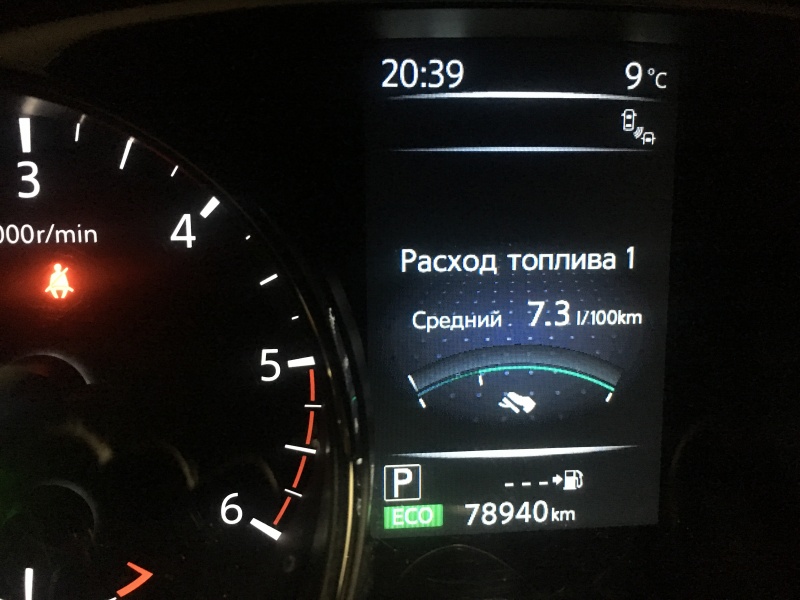 20:39 9°C
3
4
000r/min
Расход топлива 1
Средний 7.3 l/100km
5
P ---
6
ECO 78940km